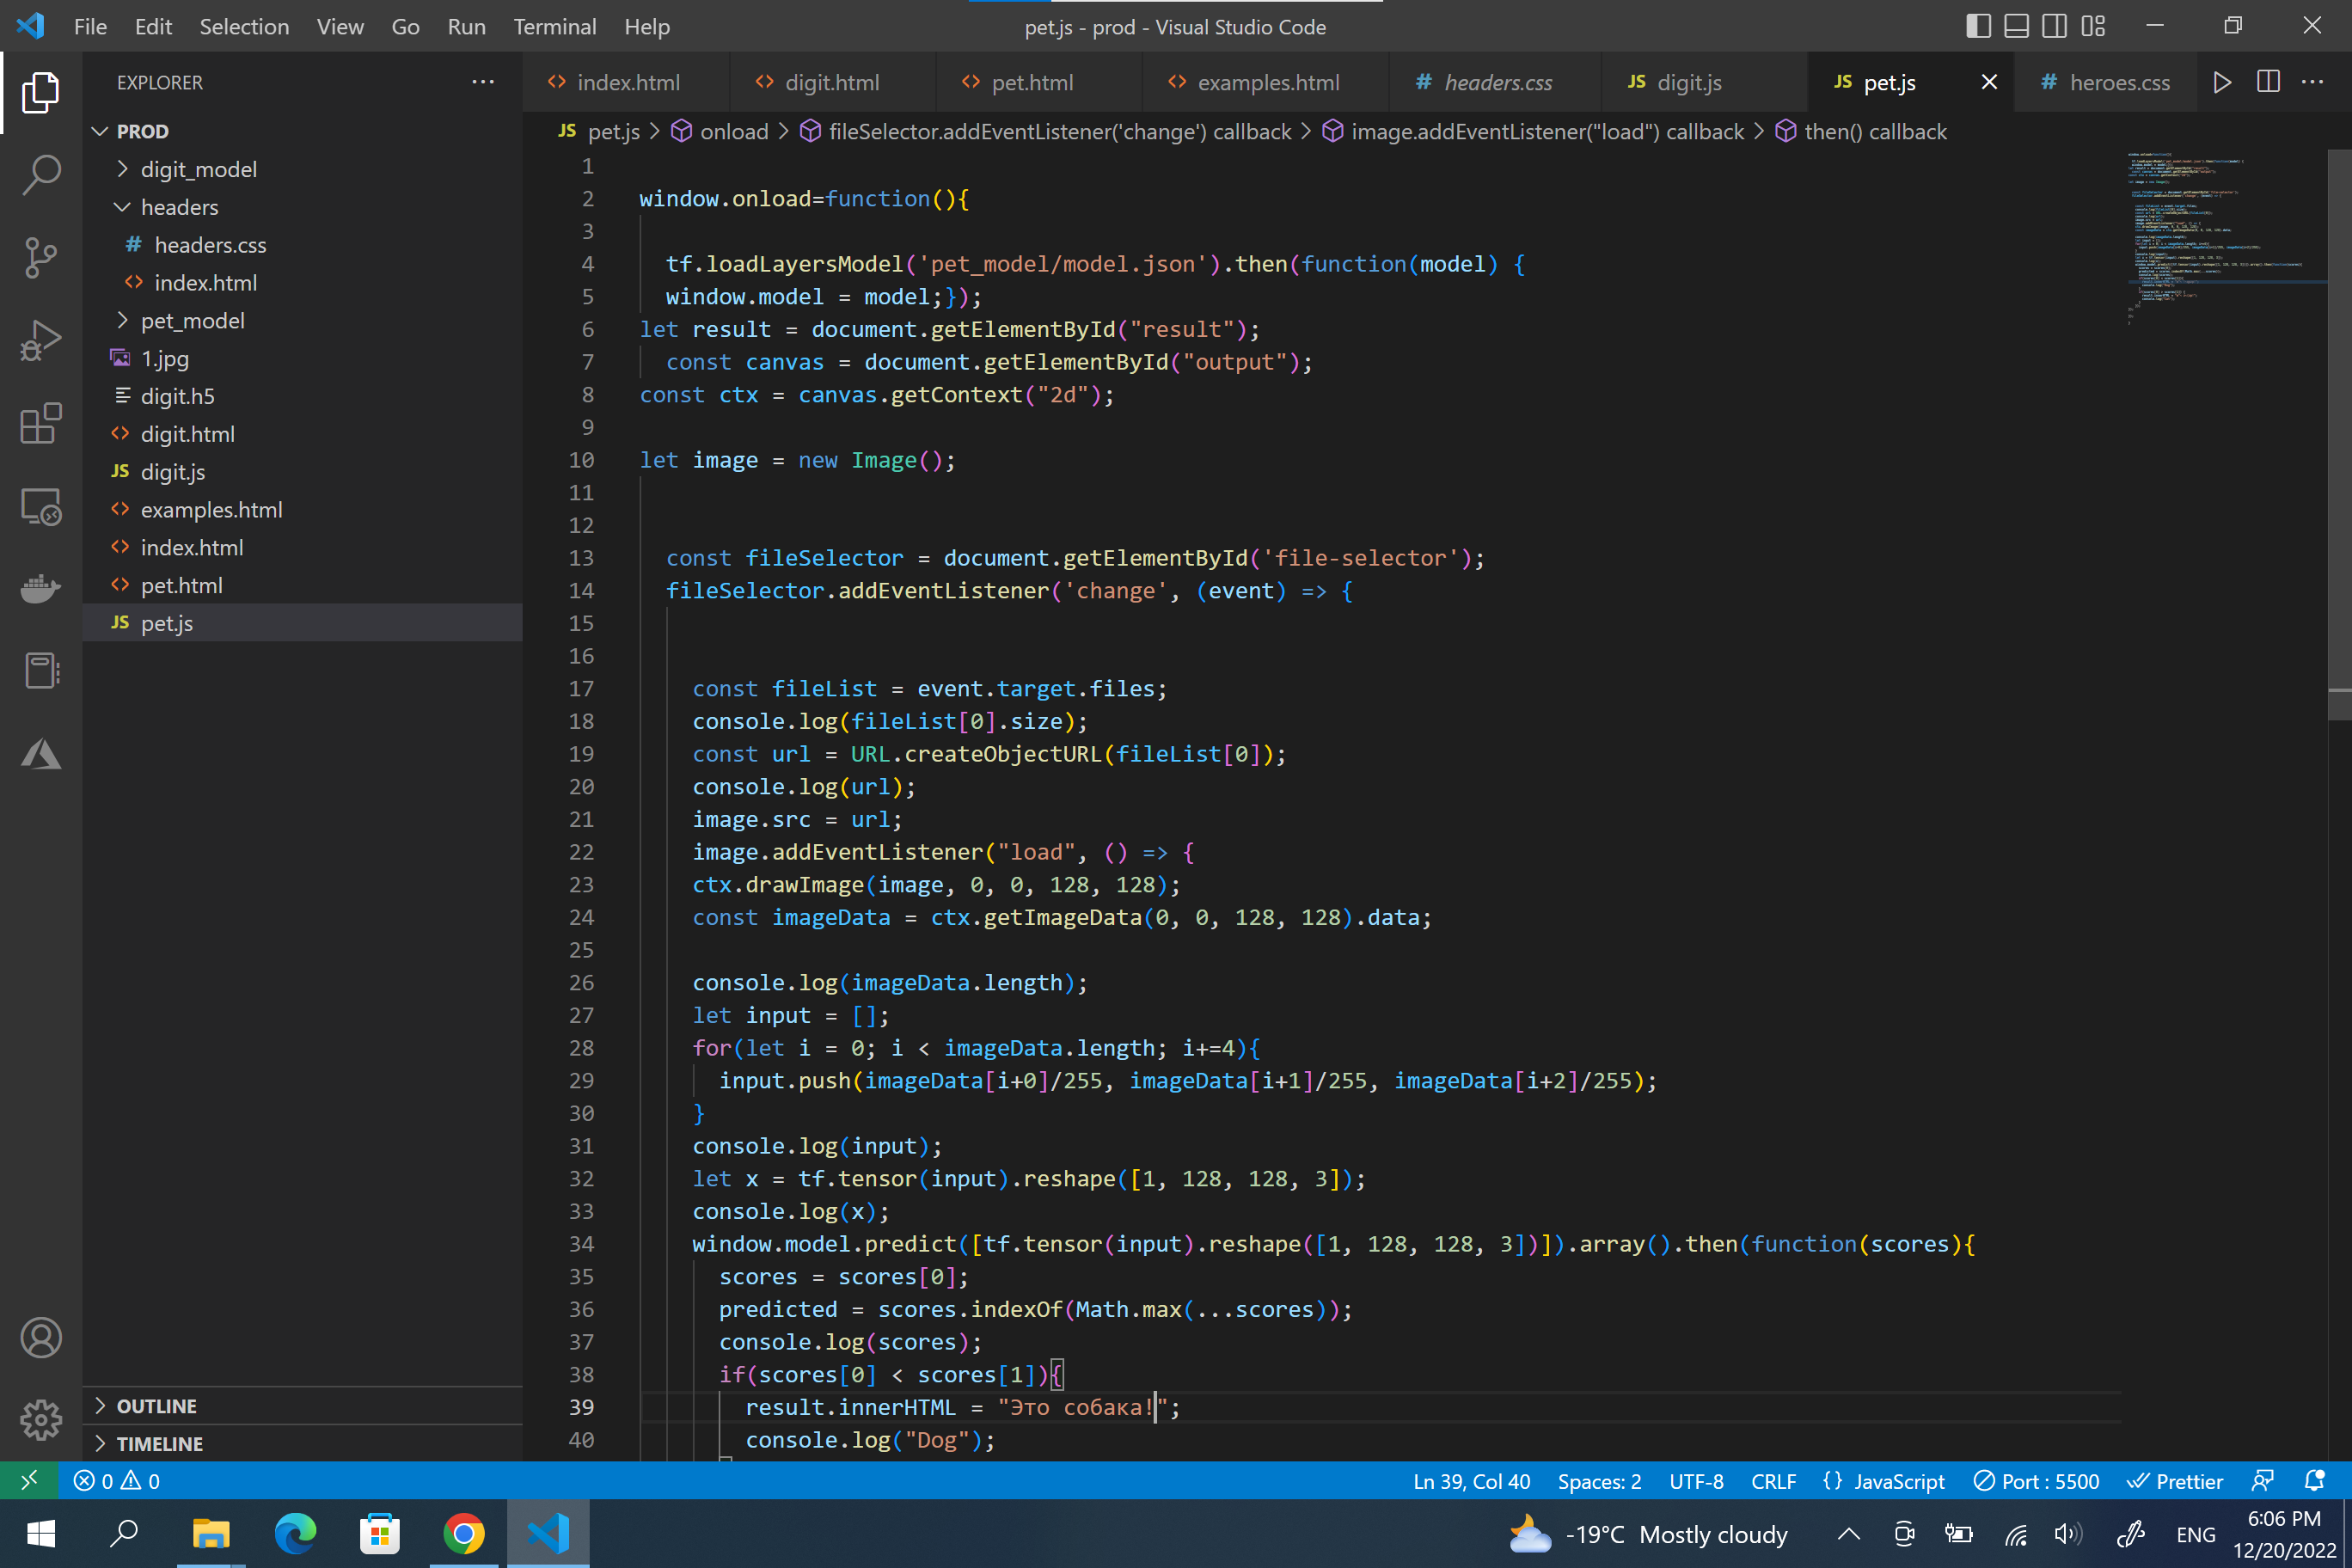 File Edit Selection View Go Run Terminal Help
pet.js - prod - Visual Studio Code
EXPLORER
PROD
digit_model
headers
# headers.css
index.html
pet_model
1.jpg
digit.h5
digit.html
JS digit.js
examples.html
index.html
pet.html
JS pet.js
OUTLINE
TIMELINE
index.html digit.html pet.html examples.html # headers.css JS digit.js JS pet.js # heroes.css
JS pet.js > onload > fileSelector.addEventListener('change') callback > image.addEventListener("load") callback > then() callback
1
2 window.onload=function(){
3
4 tf.loadLayersModel('pet_model/model.json').then(function(model) {
5 window.model = model;});
6 let result = document.getElementById("result");
7 const canvas = document.getElementById("output");
8 const ctx = canvas.getContext("2d");
9
10 let image = new Image();
11
12
13 const fileSelector = document.getElementById('file-selector');
14 fileSelector.addEventListener('change', (event) => {
15
16
17 const fileList = event.target.files;
18 console.log(fileList[0].size);
19 const url = URL.createObjectURL(fileList[0]);
20 console.log(url);
21 image.src = url;
22 image.addEventListener("load", () => {
23 ctx.drawImage(image, 0, 0, 128, 128);
24 const imageData = ctx.getImageData(0, 0, 128, 128).data;
25
26 console.log(imageData.length);
27 let input = [];
28 for(let i = 0; i < imageData.length; i+=4){
29 input.push(imageData[i+0]/255, imageData[i+1]/255, imageData[i+2]/255);
30 }
31 console.log(input);
32 let x = tf.tensor(input).reshape([1, 128, 128, 3]);
33 console.log(x);
34 window.model.predict([tf.tensor(input).reshape([1, 128, 128, 3])]).array().then(function(scores){
35 scores = scores[0];
36 predicted = scores.indexOf(Math.max(...scores));
37 console.log(scores);
38 if(scores[0] < scores[1]){
39 result.innerHTML = "Это собака!";
40 console.log("Dog");
0 0
Ln 39, Col 40 Spaces: 2 UTF-8 CRLF {} JavaScript Port : 5500 Prettier
-19°C Mostly cloudy
ENG
6:06 PM
12/20/2022